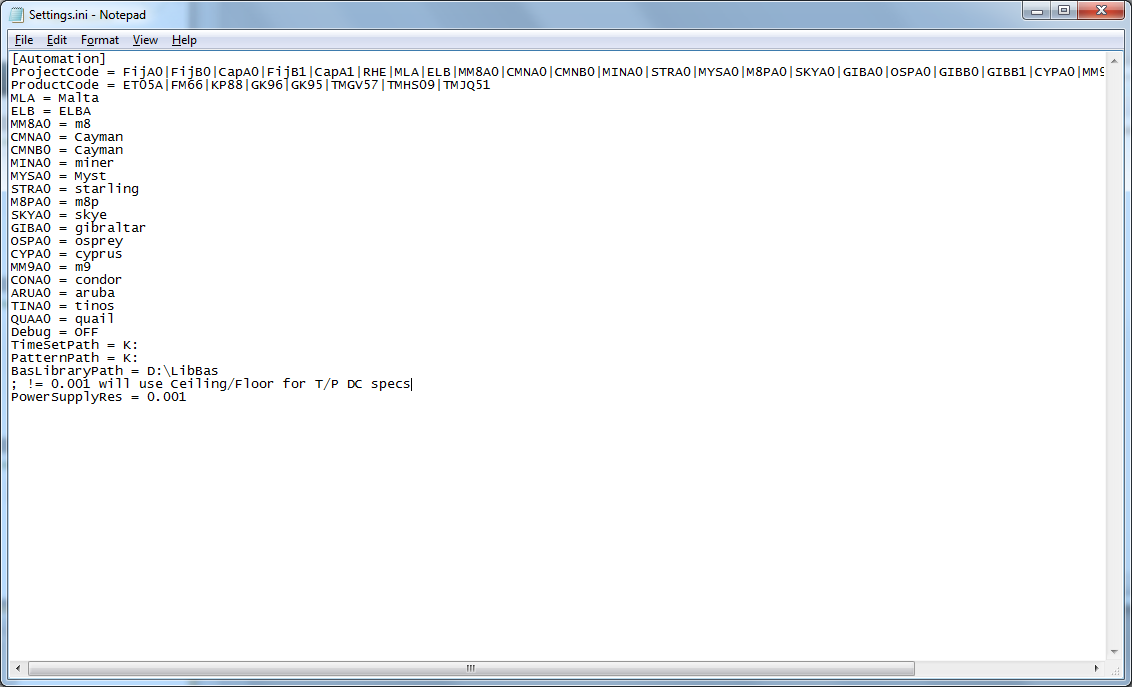 Settings.ini - Notepad
File Edit Format View Help
[Automation]
ProjectCode = FijA0|FijB0|CapA0|FijB1|CapA1|RHE|MLA|ELB|MM8A0|CMNA0|CMNB0|MINA0|STRA0|MYSA0|M8PA0|SKYA0|GIBA0|OSPA0|GIBB0|GIBB1|CYPA0|MM9
ProductCode = ET05A|FM66|KP88|GK96|GK95|TMGV57|TMHS09|TMJQ51
MLA = Malta
ELB = ELBA
MM8A0 = m8
CMNA0 = Cayman
CMNB0 = Cayman
MINA0 = miner
MYSA0 = Myst
STRA0 = starling
M8PA0 = m8p
SKYA0 = skye
GIBA0 = gibraltar
OSPA0 = osprey
CYPA0 = cyprus
MM9A0 = m9
CONA0 = condor
ARUA0 = aruba
TINA0 = tinos
QUAA0 = quail
Debug = OFF
TimeSetPath = K:
PatternPath = K:
BasLibraryPath = D:\LibBas
; != 0.001 will use Ceiling/Floor for T/P DC specs
PowerSupplyRes = 0.001